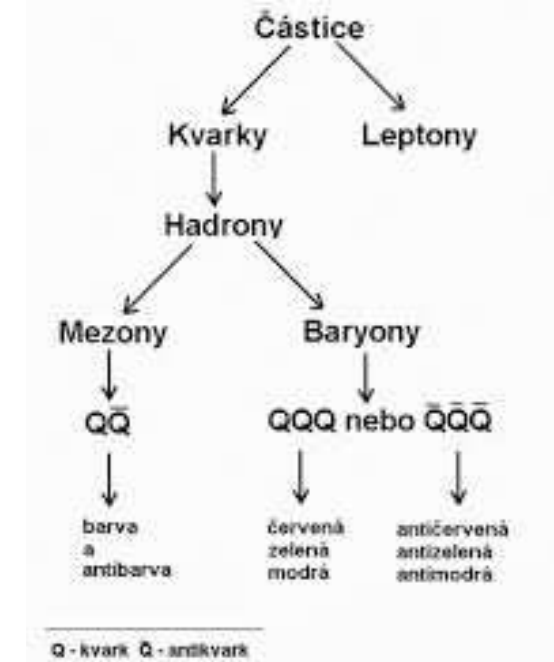 Částice
Kvarky Leptony
Hadrony
Mezony Baryony
QQ̄ QQQ nebo Q̄Q̄Q̄
barva
a
antibarva
červená
zelená
modrá
antičervená
antizelená
antimodrá
Q - kvark Q̄ - antikvark